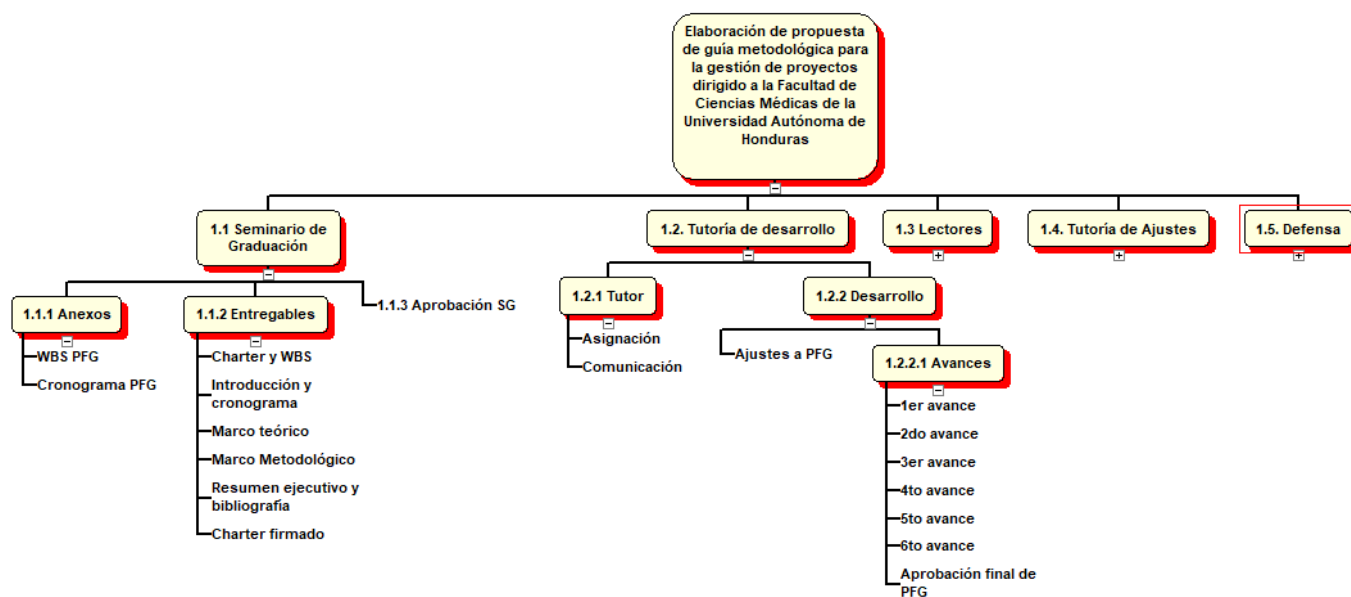 Elaboración de propuesta
de guía metodológica para
la gestión de proyectos
dirigido a la Facultad de
Ciencias Médicas de la
Universidad Autónoma de
Honduras
1.1 Seminario de
Graduación
1.2. Tutoría de desarrollo
1.3 Lectores
1.4. Tutoría de Ajustes
1.5. Defensa
1.1.1 Anexos
1.1.2 Entregables
1.1.3 Aprobación SG
WBS PFG
Cronograma PFG
Charter y WBS
Introducción y
cronograma
Marco teórico
Marco Metodológico
Resumen ejecutivo y
bibliografía
Charter firmado
1.2.1 Tutor
1.2.2 Desarrollo
Asignación
Comunicación
Ajustes a PFG
1.2.2.1 Avances
1er avance
2do avance
3er avance
4to avance
5to avance
6to avance
Aprobación final de
PFG